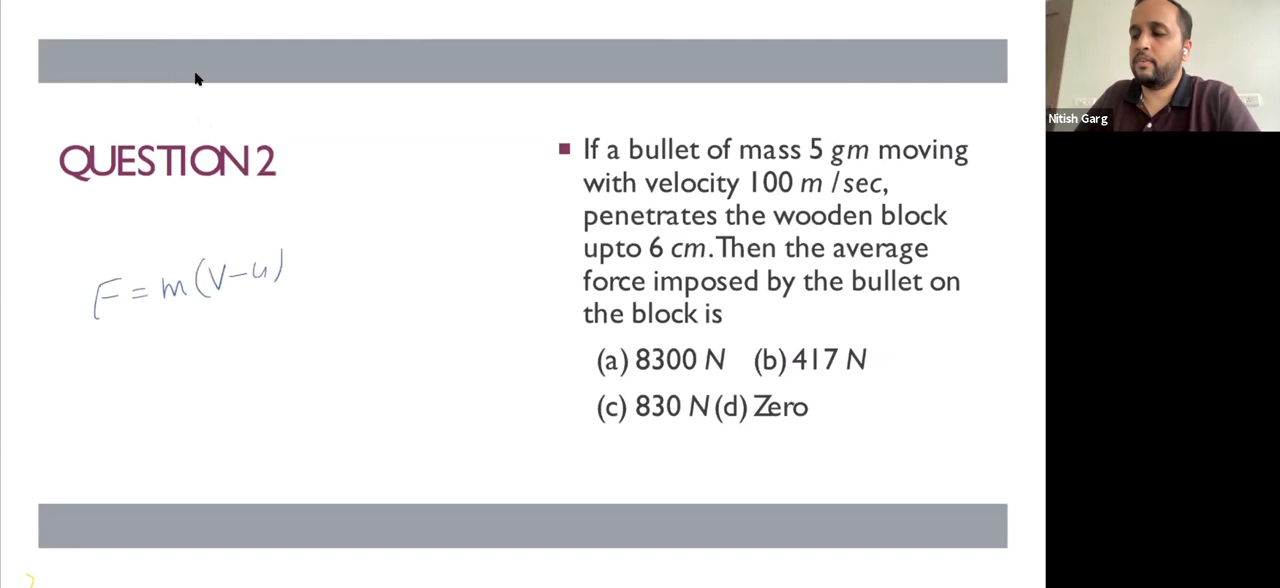 QUESTION 2
F = m(v-u)
■ If a bullet of mass 5 gm moving
with velocity 100 m /sec,
penetrates the wooden block
upto 6 cm. Then the average
force imposed by the bullet on
the block is
(a) 8300 N (b) 417 N
(c) 830 N (d) Zero
Nitish Garg